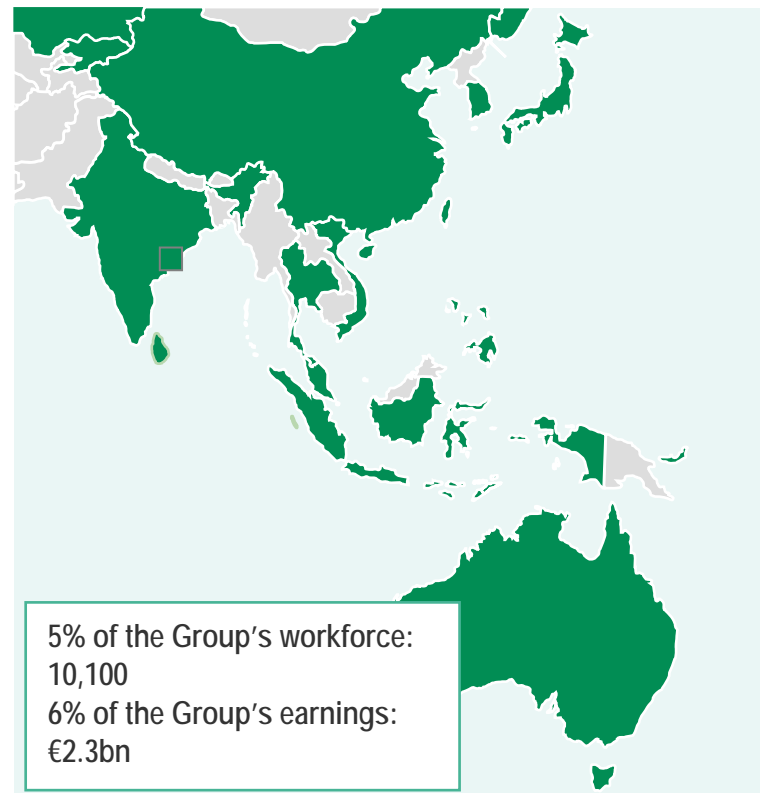 5% of the Group's workforce:
10,100
6% of the Group's earnings:
€2.3bn